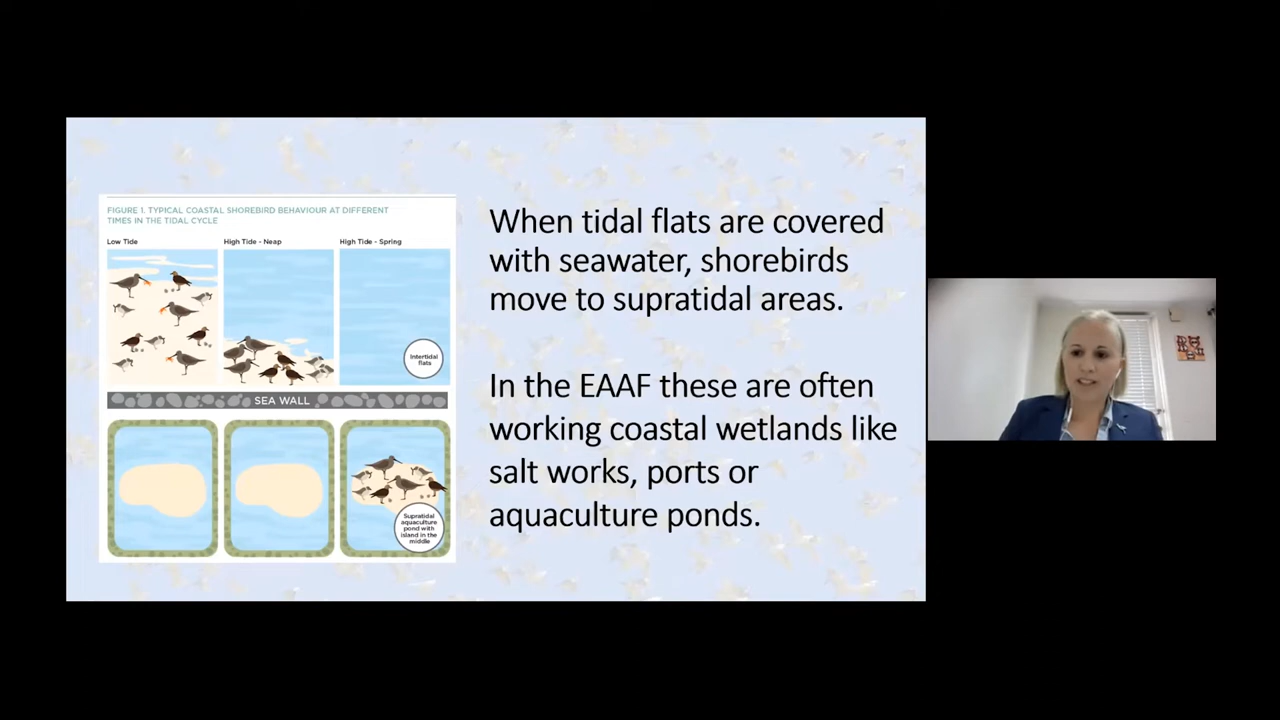 FIGURE 1. TYPICAL COASTAL SHOREBIRD BEHAVIOUR AT DIFFERENT
TIMES IN THE TIDAL CYCLE
Low Tide
High Tide - Neap
High Tide - Spring
Intertidal
flats
SEA WALL
Supratidal
aquaculture
pond with
island in the
middle
When tidal flats are covered
with seawater, shorebirds
move to supratidal areas.
In the EAAF these are often
working coastal wetlands like
salt works, ports or
aquaculture ponds.